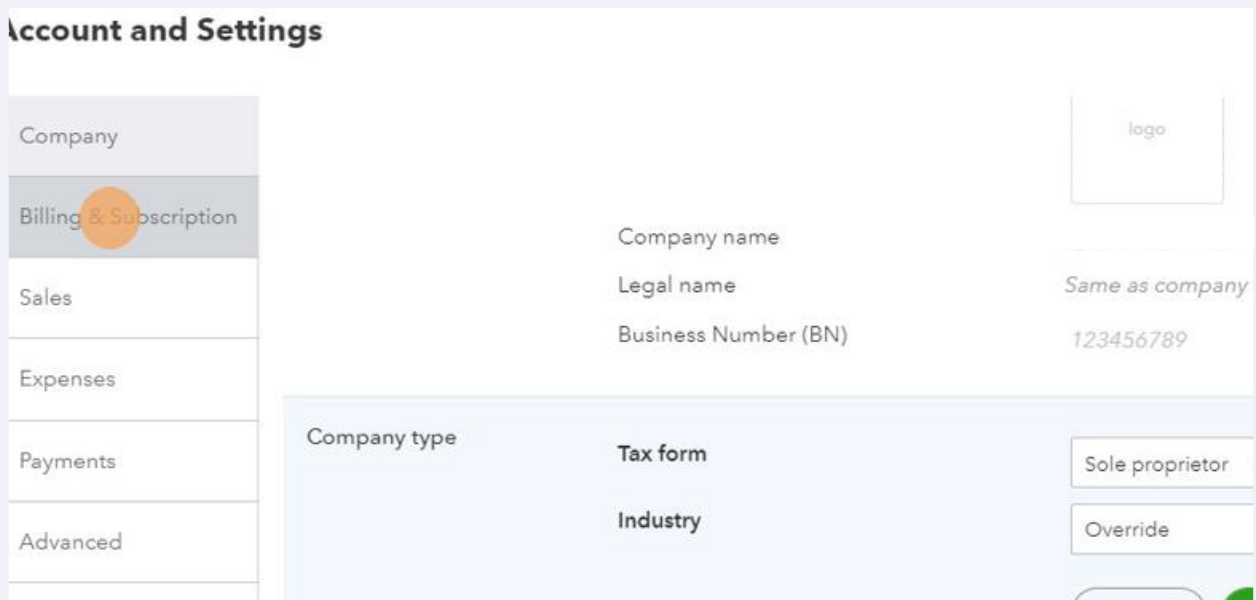 Account and Settings
Company
Billing & Subscription
Sales
Expenses
Payments
Advanced
logo
Company name
Legal name
Same as company
Business Number (BN)
123456789
Company type
Tax form
Sole proprietor
Industry
Override